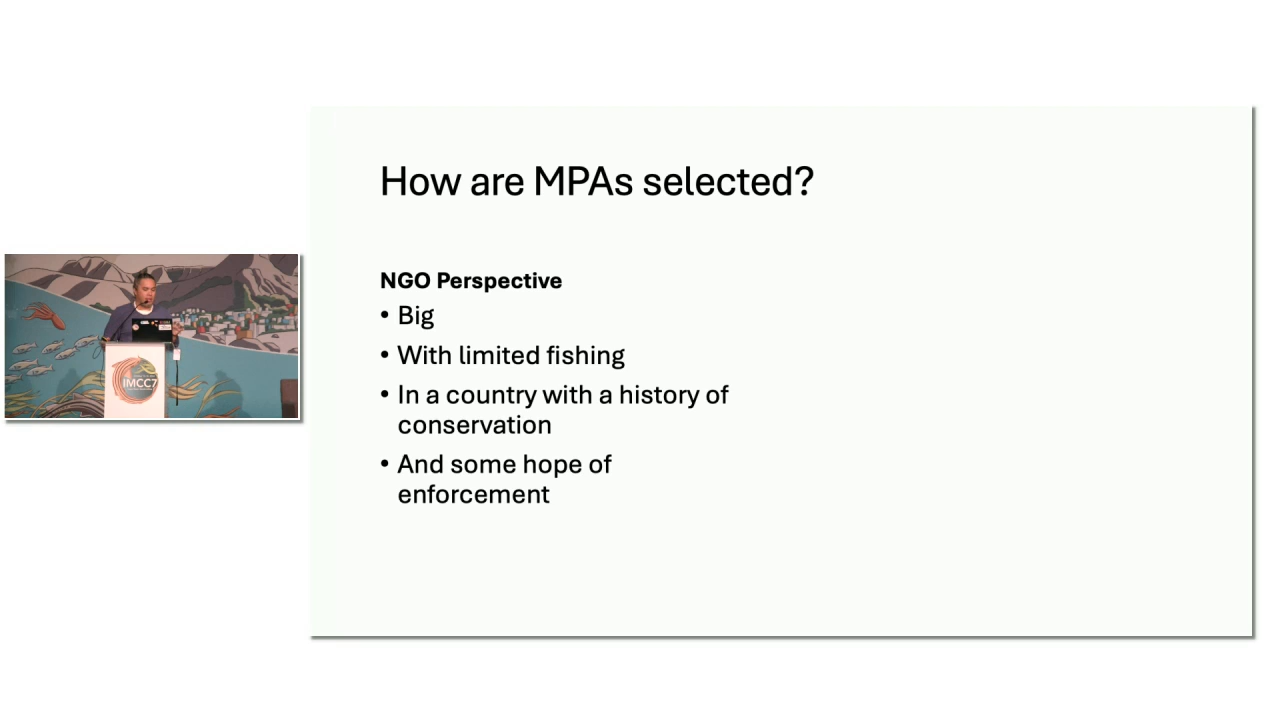 How are MPAs selected?
NGO Perspective
• Big
• With limited fishing
• In a country with a history of
conservation
• And some hope of
enforcement
IMCC7